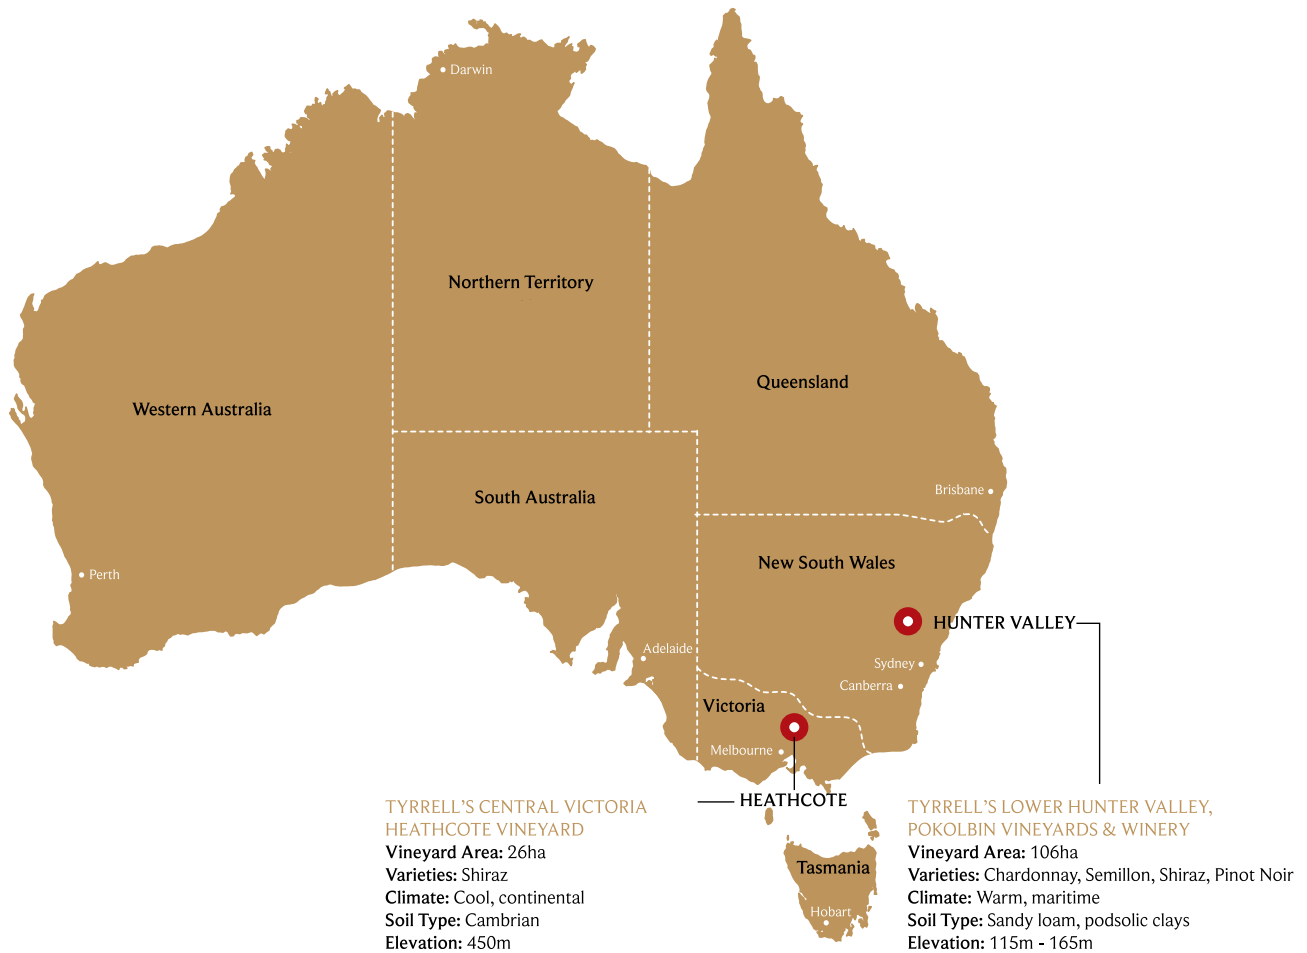 Darwin
Northern Territory
Queensland
Western Australia
Brisbane
South Australia
New South Wales
Perth
HUNTER VALLEY
Adelaide
Sydney
Canberra
Victoria
Melbourne
HEATHCOTE
TYRRELL'S CENTRAL VICTORIA
HEATHCOTE VINEYARD
Vineyard Area: 26ha
Varieties: Shiraz
Climate: Cool, continental
Soil Type: Cambrian
Elevation: 450m
Tasmania
Hobart
TYRRELL'S LOWER HUNTER VALLEY,
POKOLBIN VINEYARDS & WINERY
Vineyard Area: 106ha
Varieties: Chardonnay, Semillon, Shiraz, Pinot Noir
Climate: Warm, maritime
Soil Type: Sandy loam, podsolic clays
Elevation: 115m - 165m